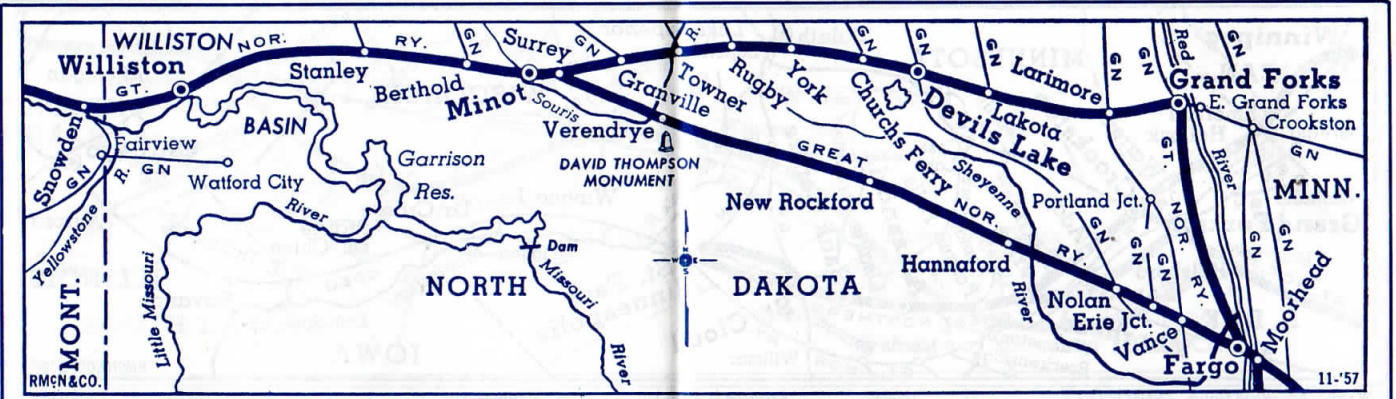 WILLISTON
NOR.
RY.
GN
Surrey
GN
R.
GN
GN
GN
GN
Red
GN
Williston
GT.
Stanley
Berthold
Minot
Souris
Granville
Towner
Rugby
York
Churchs Ferry
Devils Lake
Lakota
Larimore
Grand Forks
E. Grand Forks
Crookston
GN
BASIN
Verendrye
DAVID THOMPSON
MONUMENT
GREAT
NOR.
RY.
Snowden
GN
Fairview
R.
GN
Watford City
Garrison
Res.
River
New Rockford
Sheyenne
River
Portland Jct.
GN
GN
GN
GT.
NOR.
RY.
River
MINN.
GN
GN
Yellowstone
Little Missouri
Dam
Missouri
River
NORTH
DAKOTA
N
W
E
S
Hannaford
Nolan
Erie Jct.
Vance
Fargo
Moorhead
MONT.
RMCN&CO.
11-'57